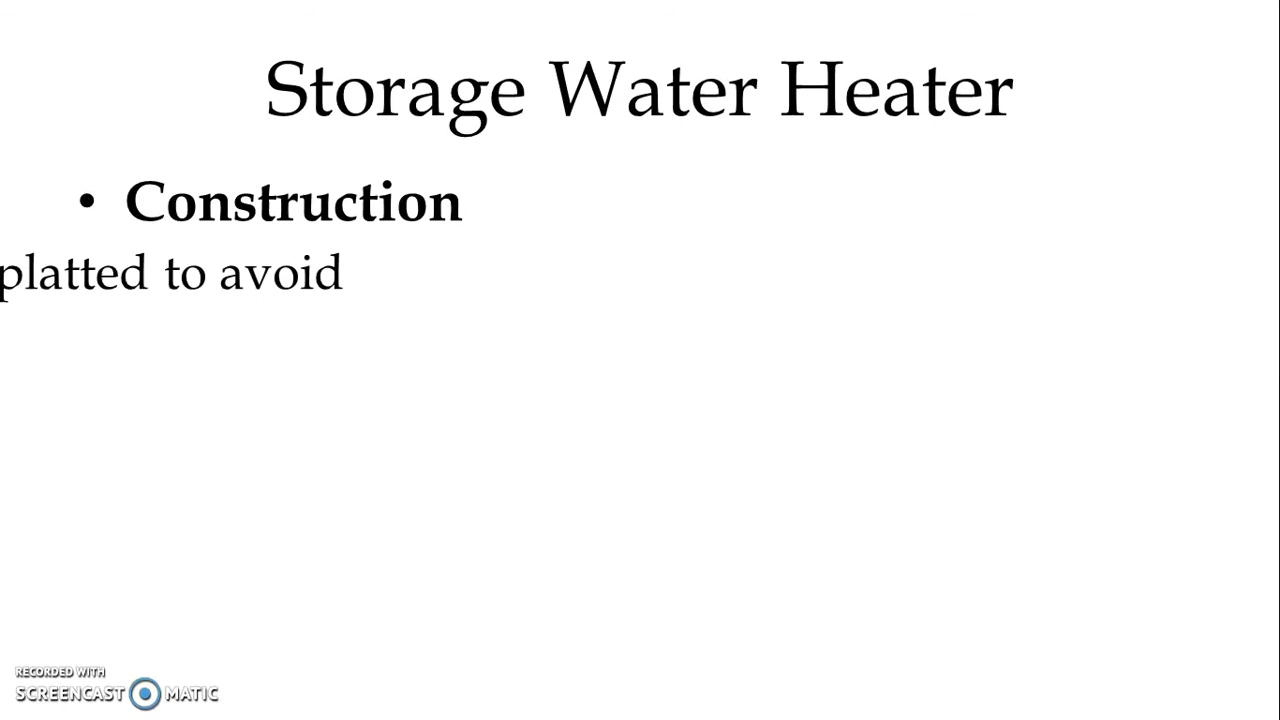 Storage Water Heater
• Construction
platted to avoid
RECORDED WITH
SCREENCAST MATIC